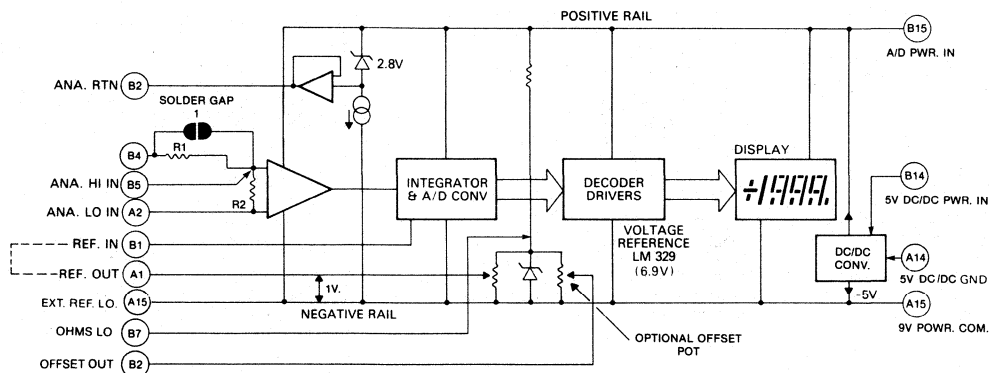 POSITIVE RAIL
B15
A/D PWR. IN
2.8V
ANA. RTN B2
SOLDER GAP
1
B4
R1
ANA. HI IN B5
R2
ANA. LO IN A2
INTEGRATOR
& A/D CONV
DECODER
DRIVERS
DISPLAY
÷1999.
B14
5V DC/DC PWR. IN
REF. IN B1
VOLTAGE
REFERENCE
LM 329
(6.9V)
DC/DC
CONV.
A14
5V DC/DC GND
REF. OUT A1
1V.
-5V
EXT. REF. LO. A15
NEGATIVE RAIL
A15
9V POWR. COM.
OHMS LO B7
OPTIONAL OFFSET
POT
OFFSET OUT B2